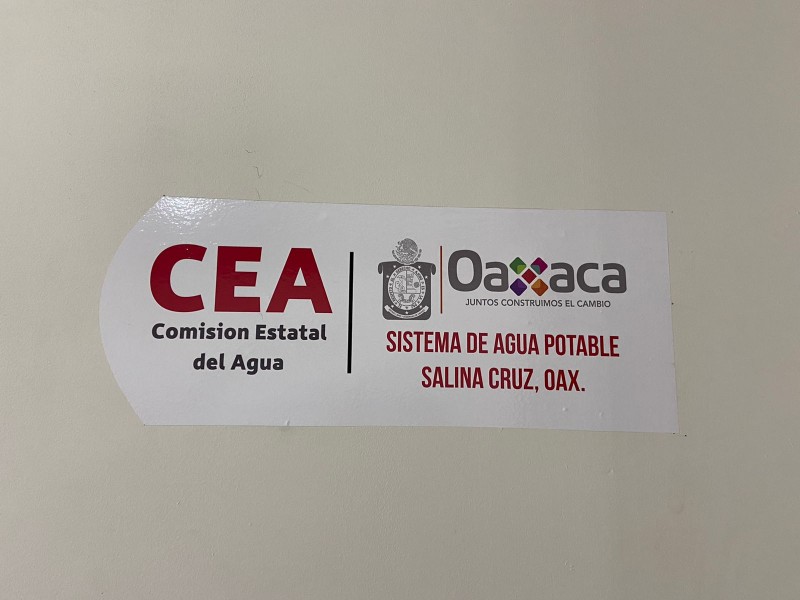 CEA
Comision Estatal
del Agua
Oaxaca
JUNTOS CONSTRUIMOS EL CAMBIO
SISTEMA DE AGUA POTABLE
SALINA CRUZ, OAX.